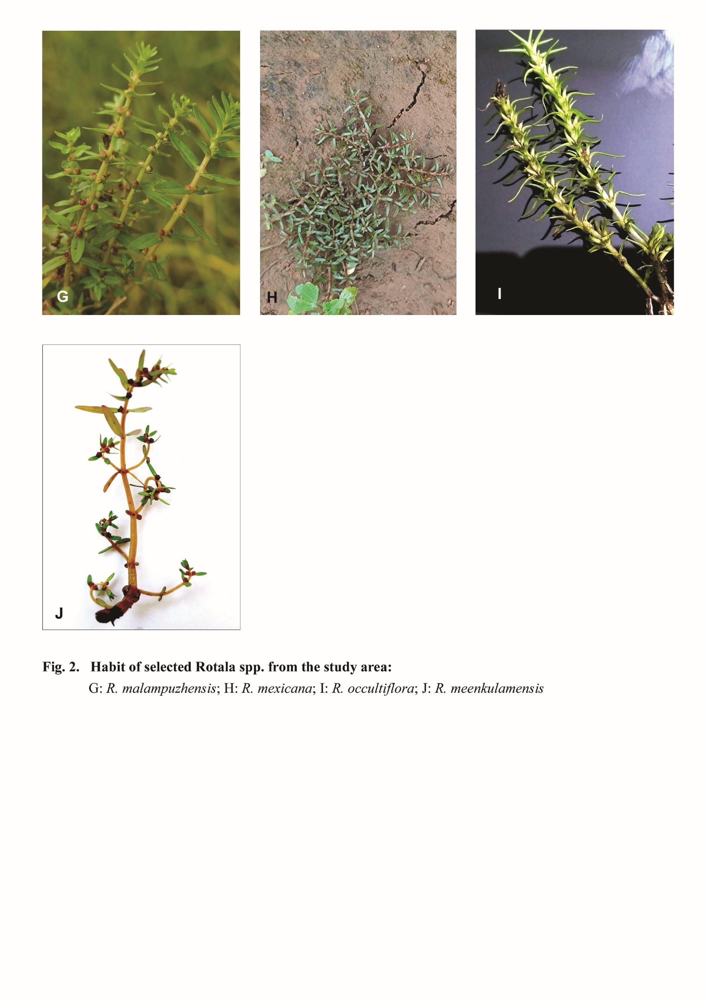 G
H
I
J
Fig. 2. Habit of selected Rotala spp. from the study area:
G: R. malampuzhensis; H: R. mexicana; I: R. occultiflora; J: R. meenkulamensis